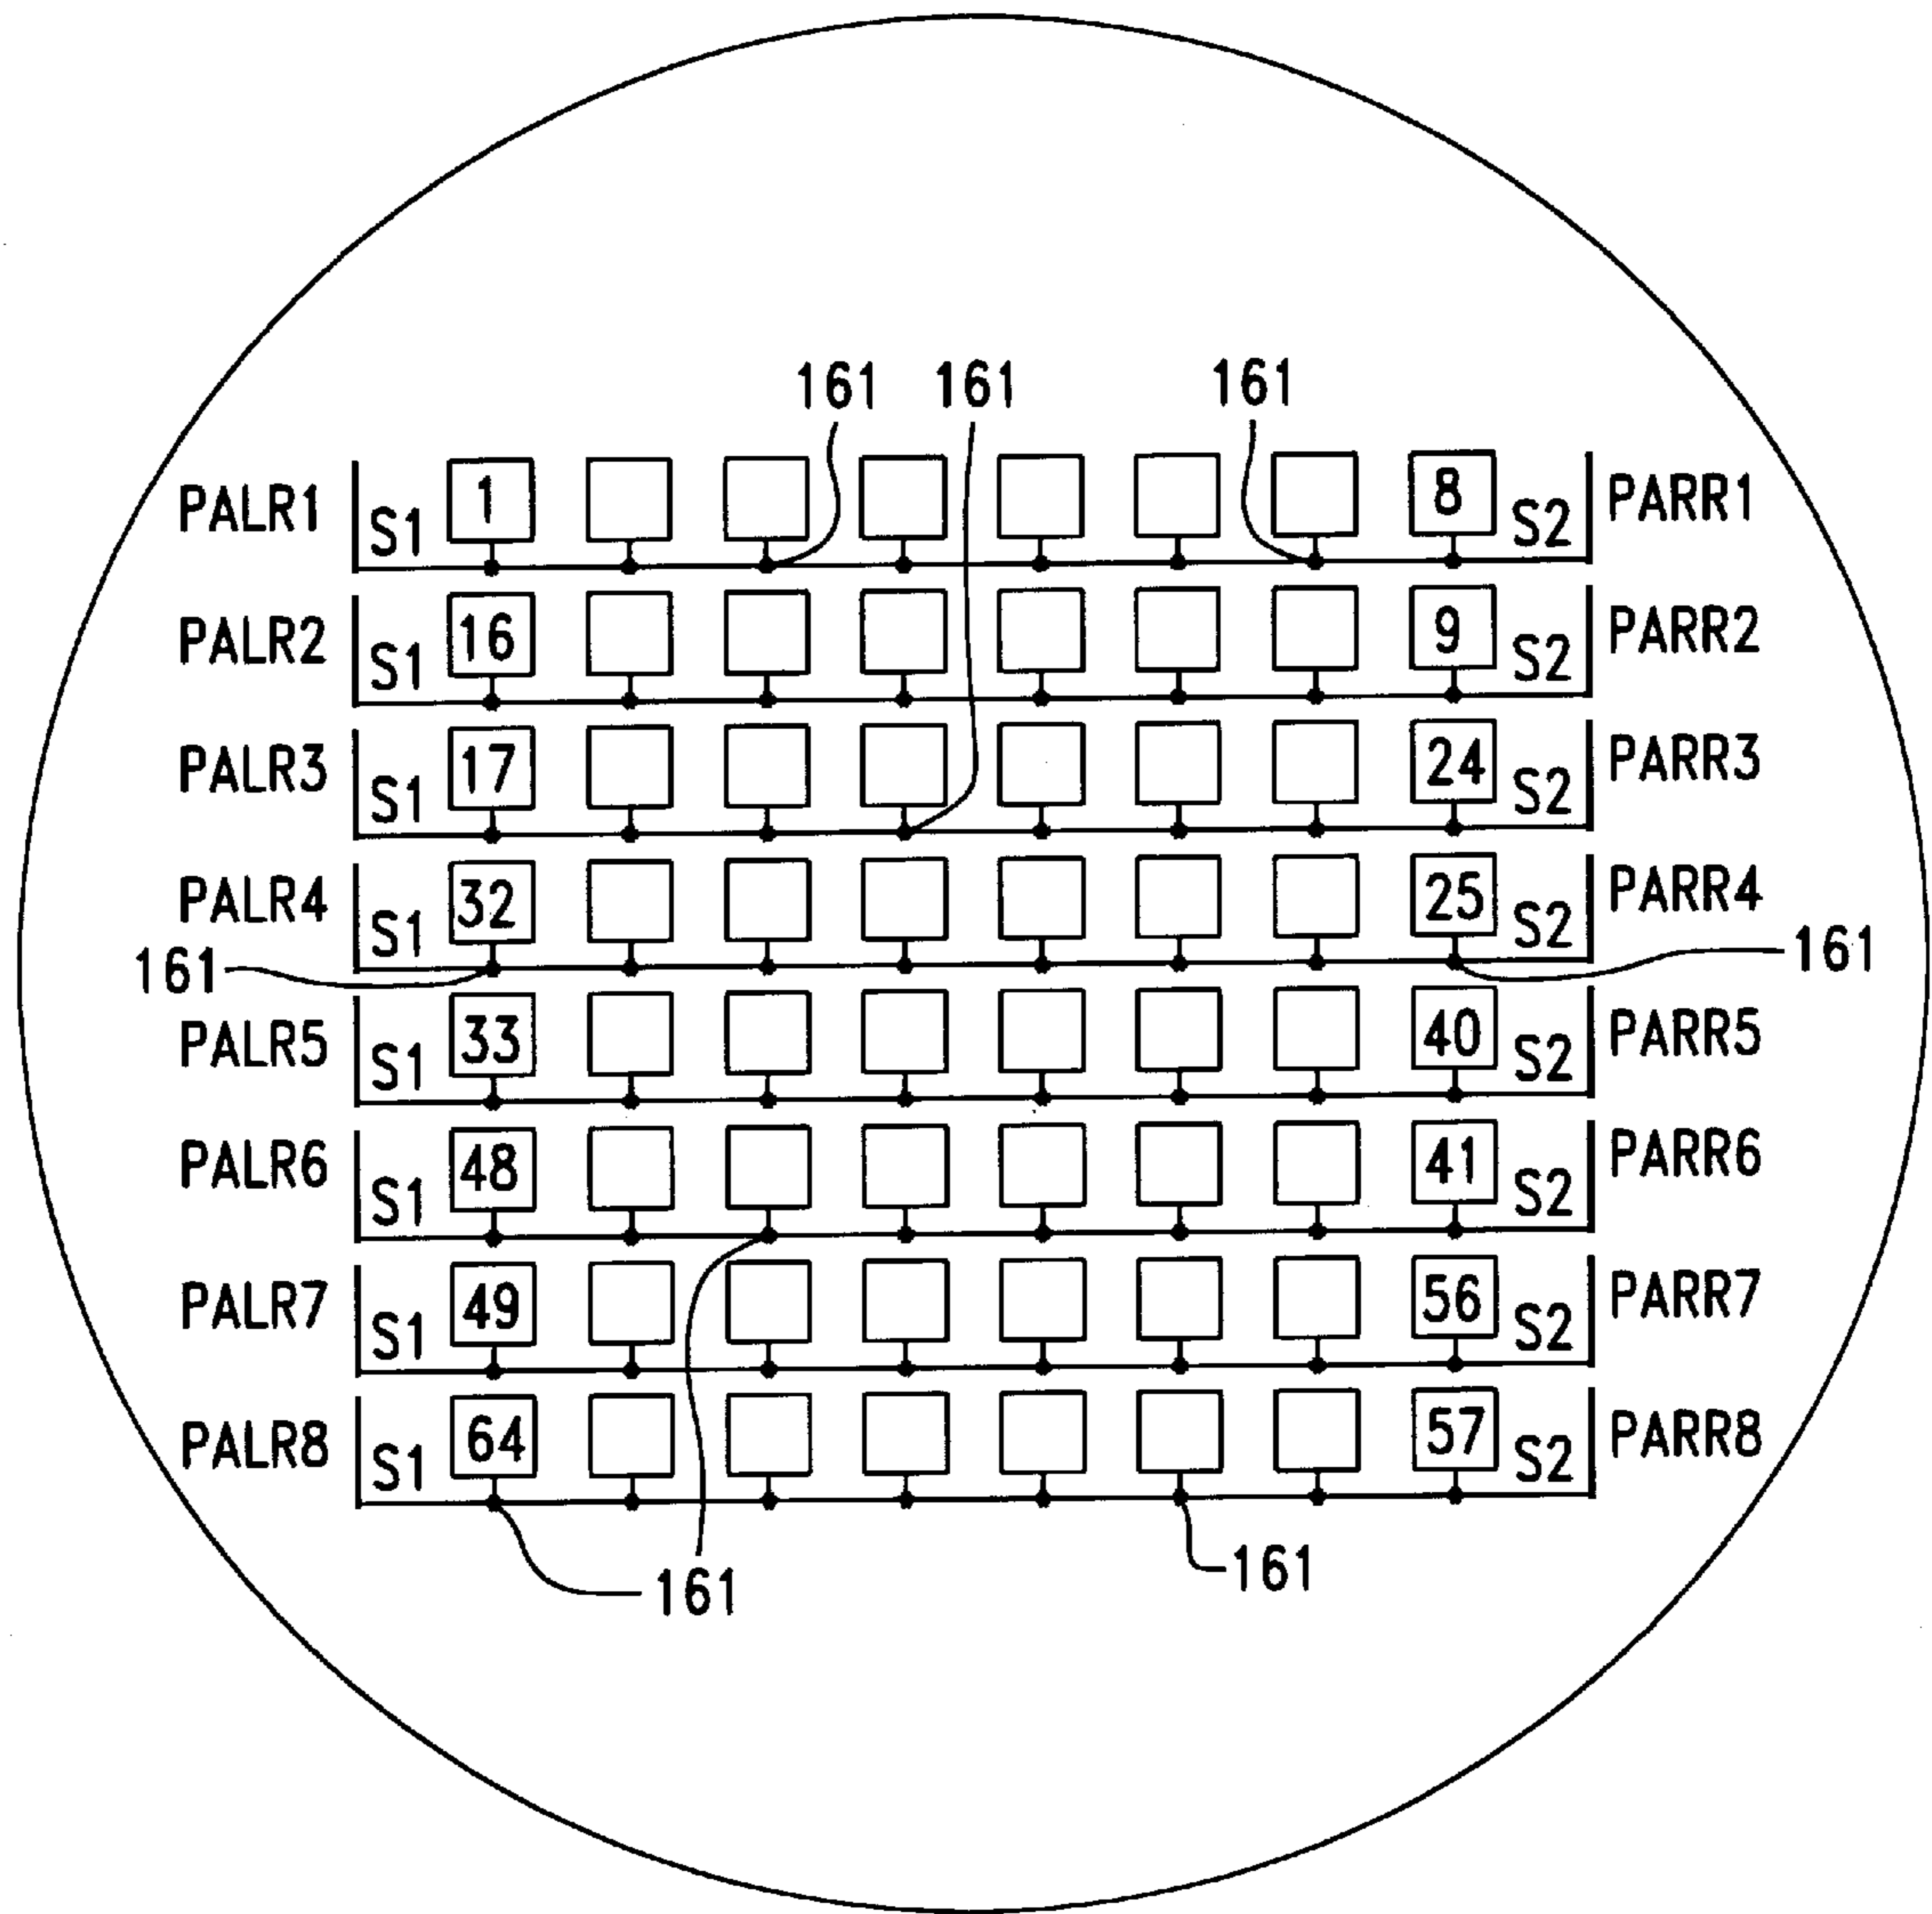 161 161 161
PALR1 S1 1 8 S2 PARR1
PALR2 S1 16 9 S2 PARR2
PALR3 S1 17 24 S2 PARR3
PALR4 S1 32 25 S2 PARR4
161 161
PALR5 S1 33 40 S2 PARR5
PALR6 S1 48 41 S2 PARR6
PALR7 S1 49 56 S2 PARR7
PALR8 S1 64 57 S2 PARR8
161 161